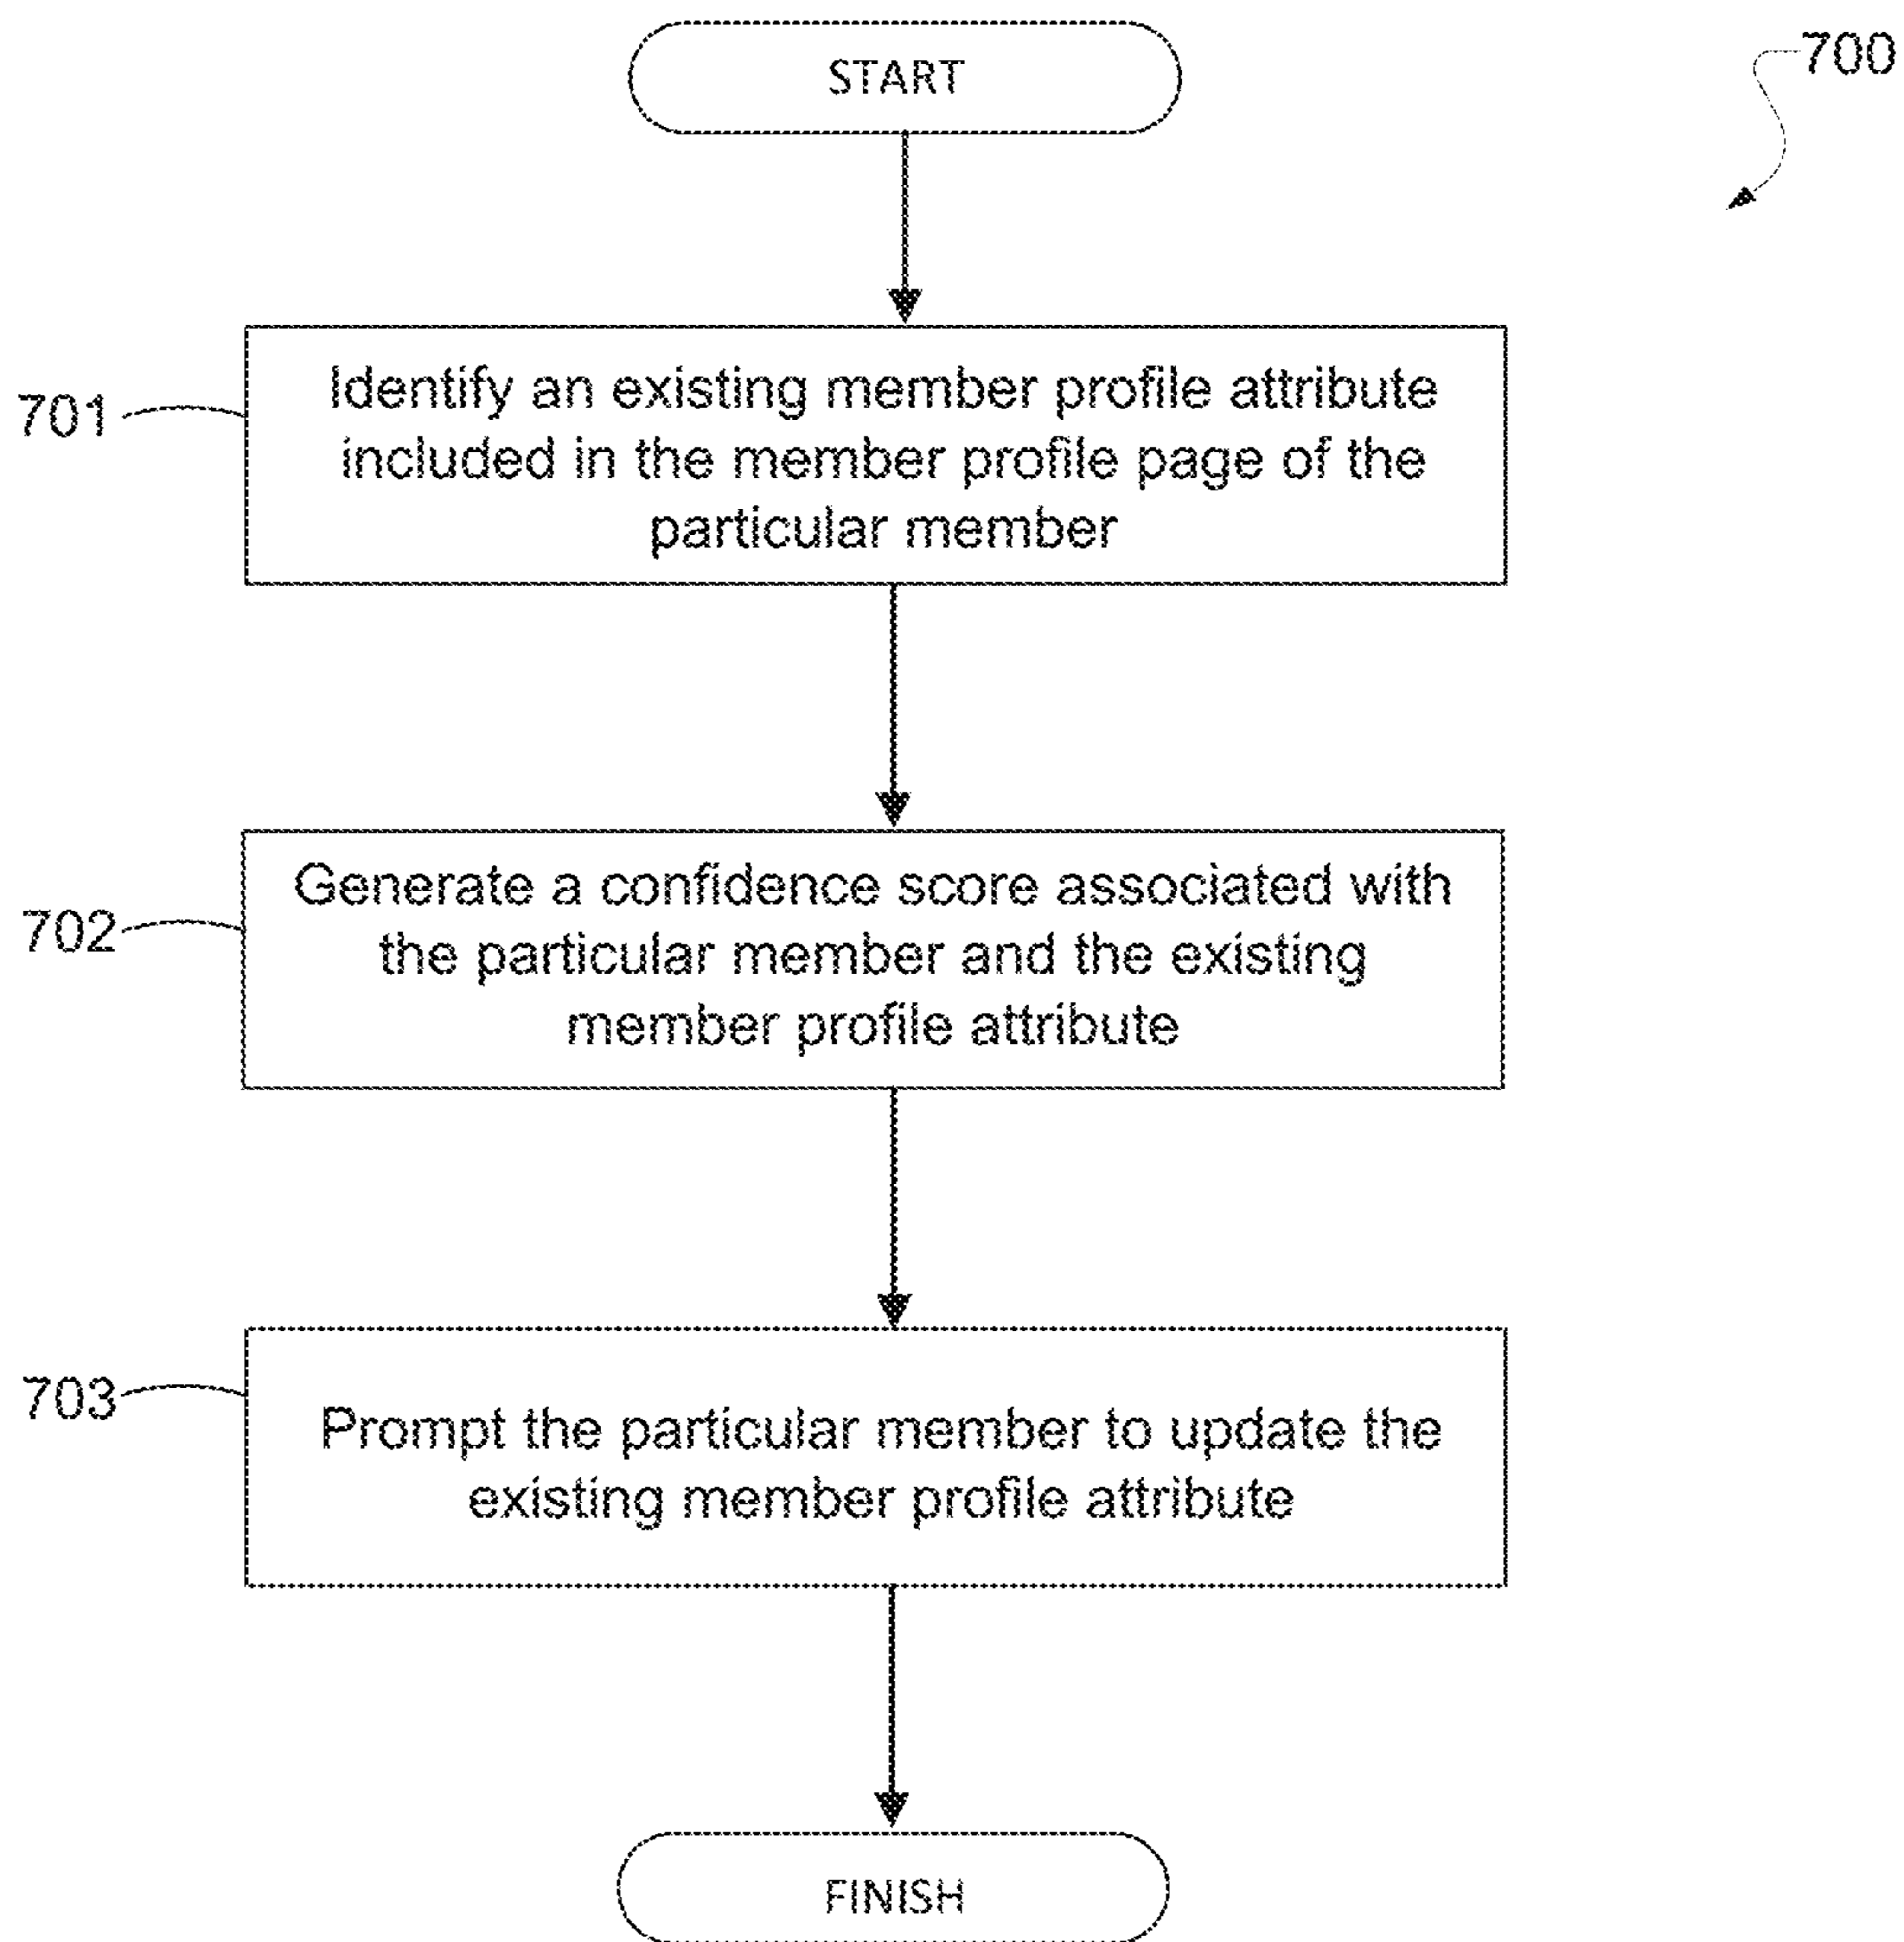 START
700
701
Identify an existing member profile attribute
included in the member profile page of the
particular member
702
Generate a confidence score associated with
the particular member and the existing
member profile attribute
703
Prompt the particular member to update the
existing member profile attribute
FINISH